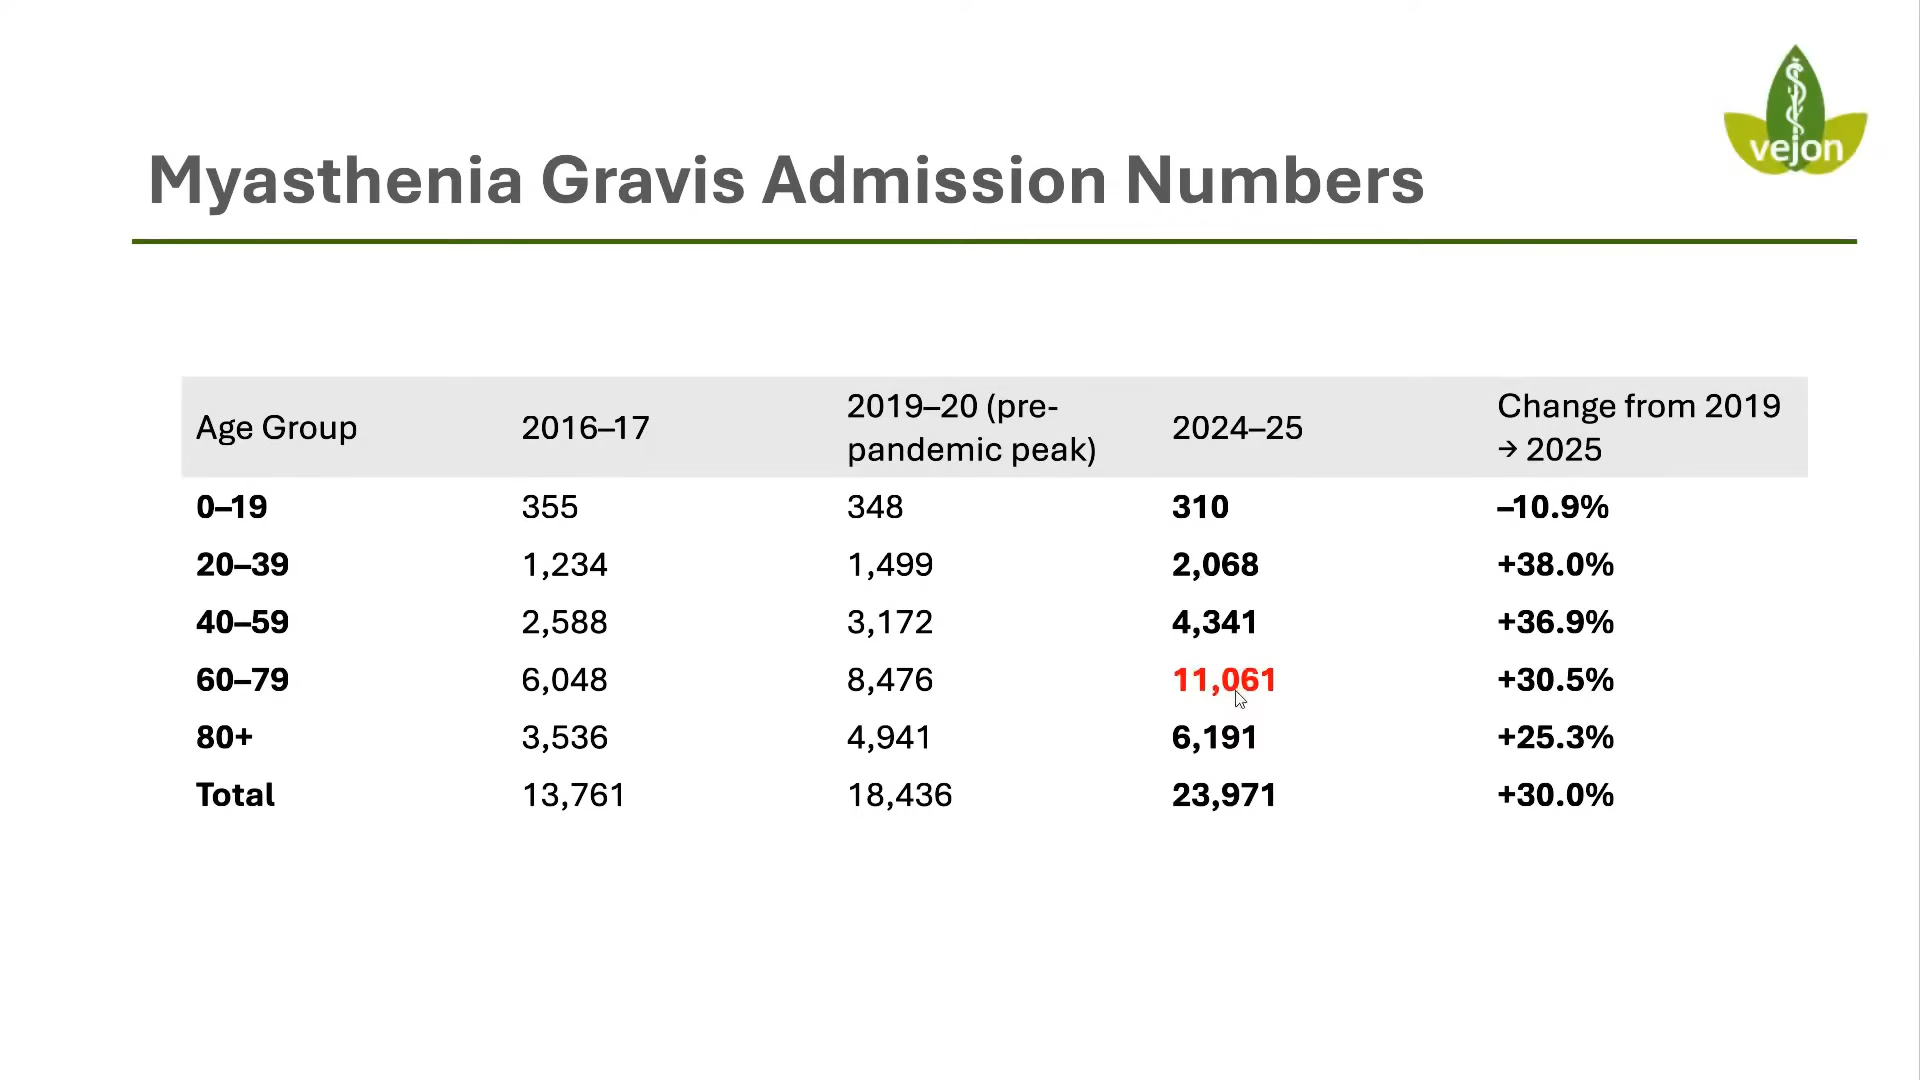 vejon
Myasthenia Gravis Admission Numbers
Age Group 2016–17 2019–20 (pre-pandemic peak) 2024–25 Change from 2019 → 2025
0–19 355 348 310 –10.9%
20–39 1,234 1,499 2,068 +38.0%
40–59 2,588 3,172 4,341 +36.9%
60–79 6,048 8,476 11,061 +30.5%
80+ 3,536 4,941 6,191 +25.3%
Total 13,761 18,436 23,971 +30.0%